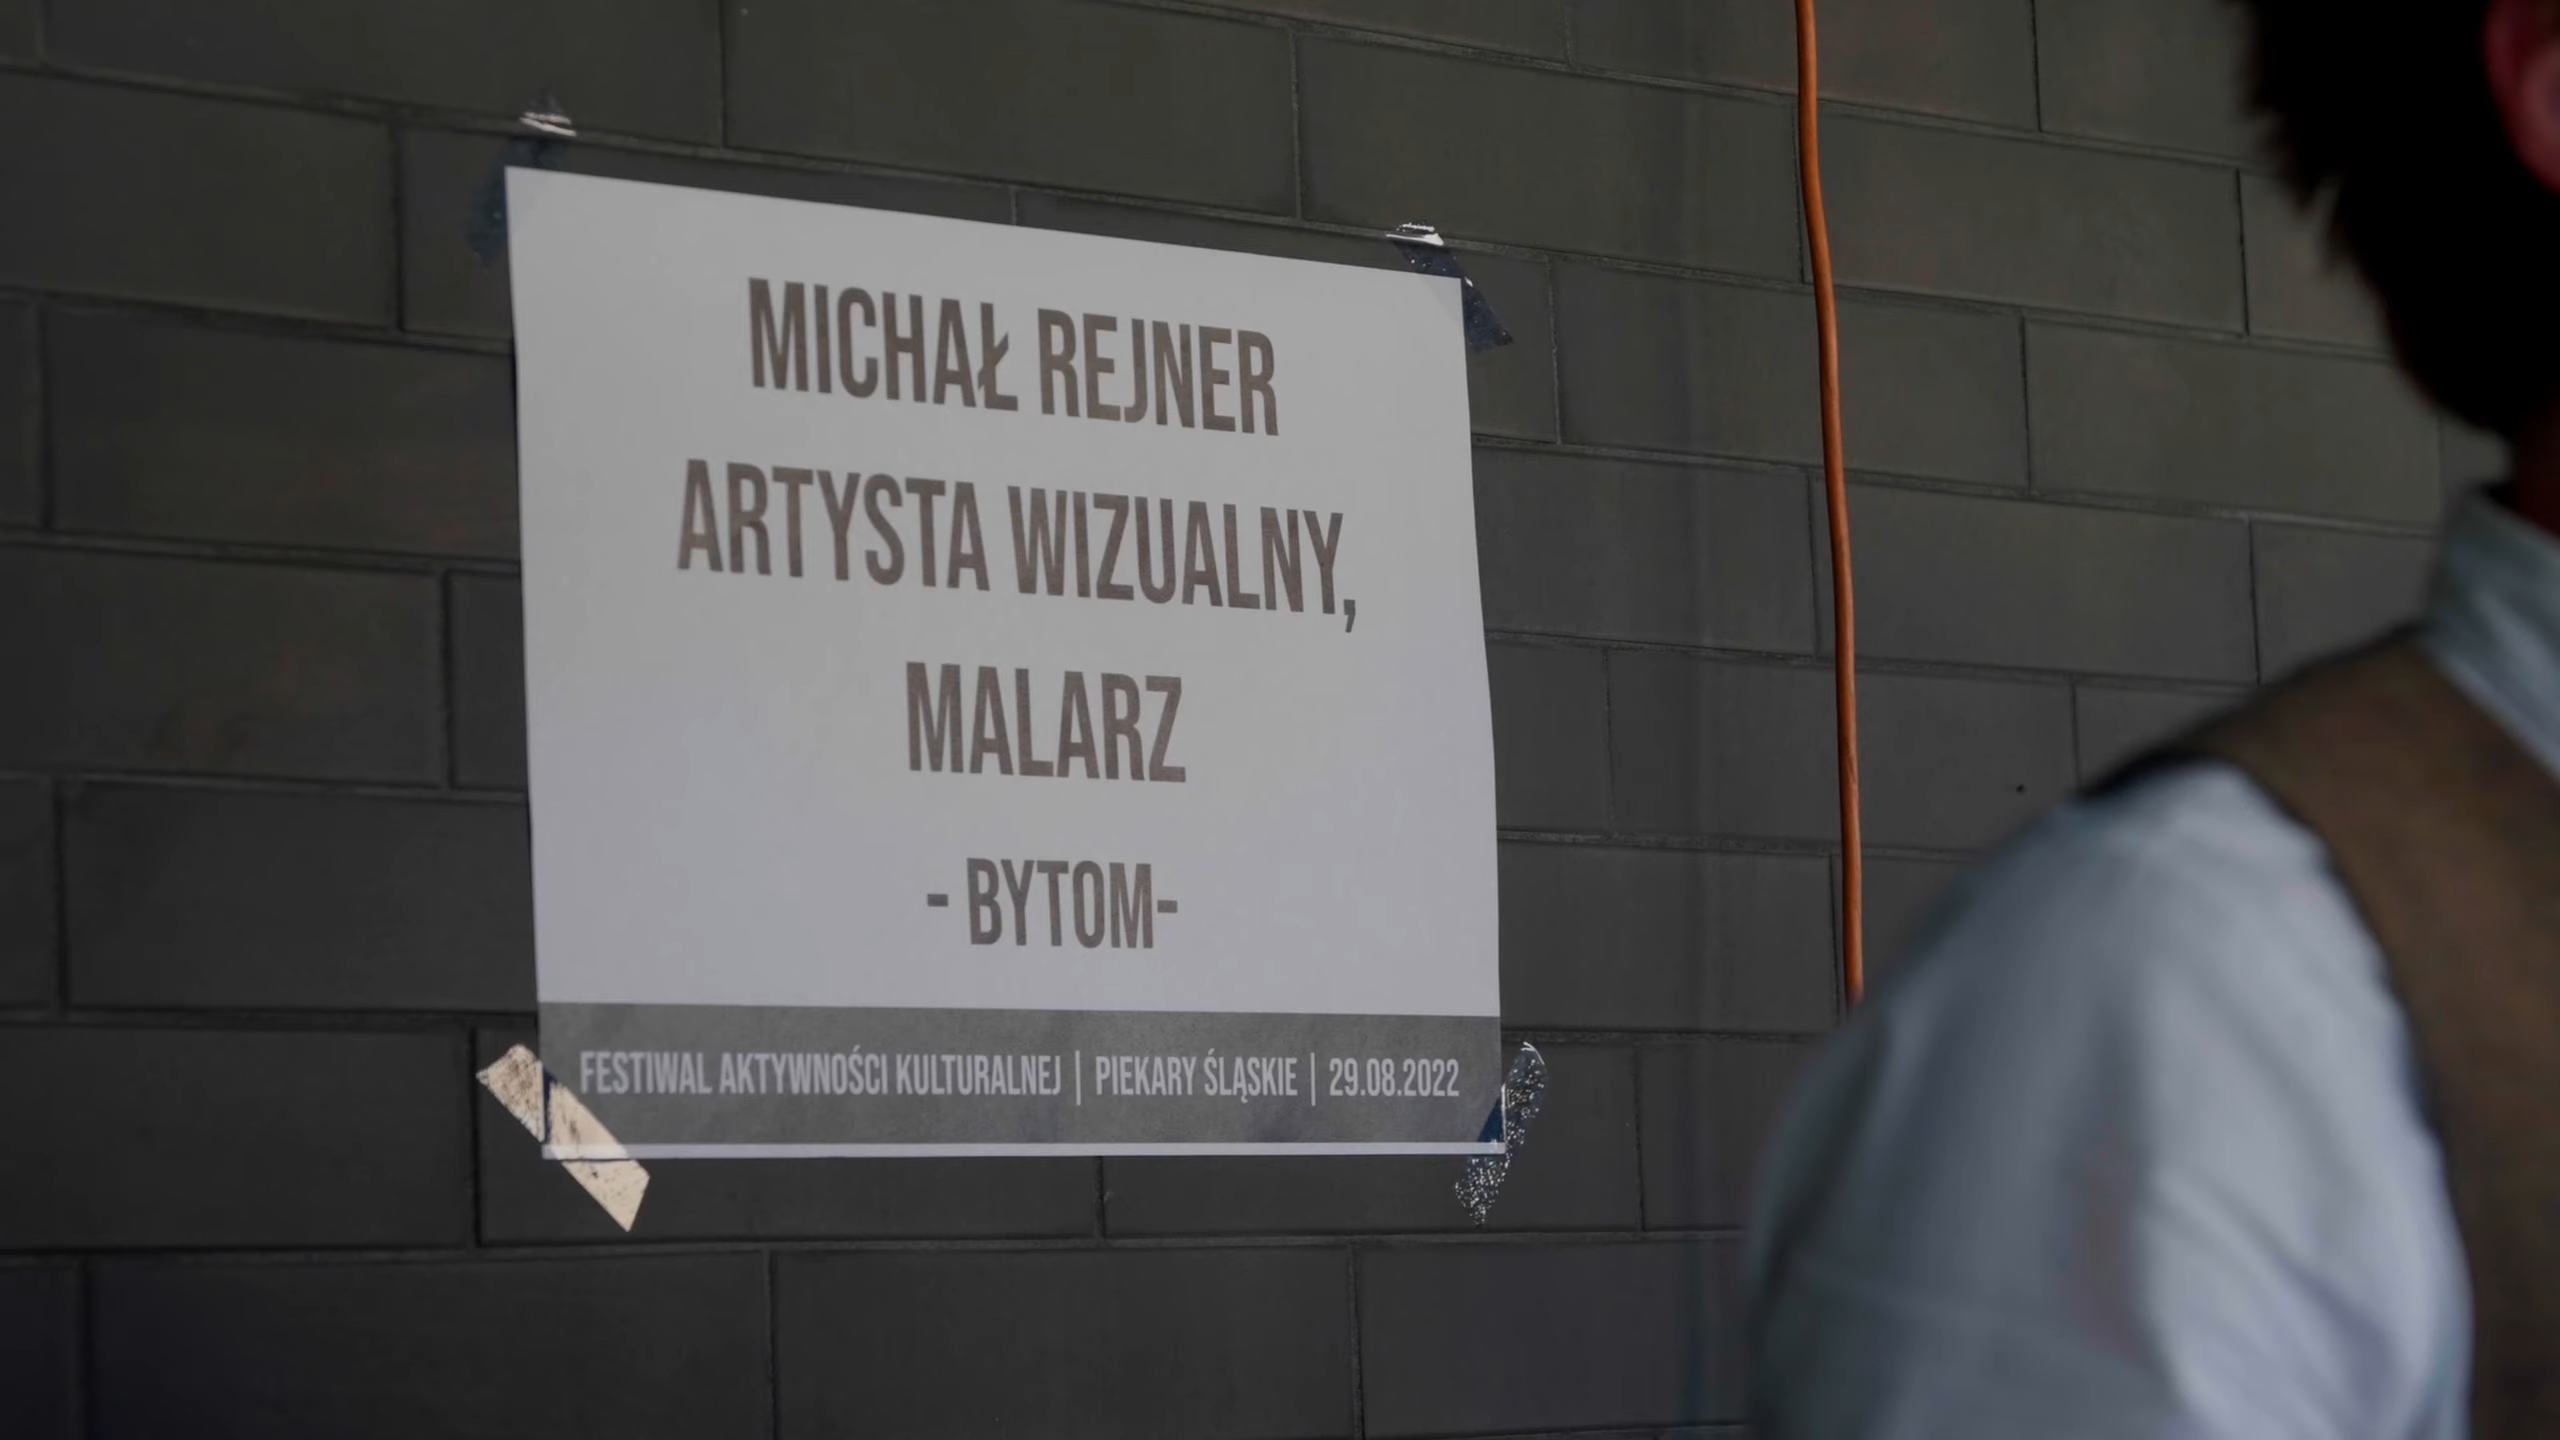 MICHAŁ REJNER
ARTYSTA WIZUALNY,
MALARZ
- BYTOM-
FESTIWAL AKTYWNOŚCI KULTURALNEJ | PIEKARY ŚLĄSKIE | 29.08.2022